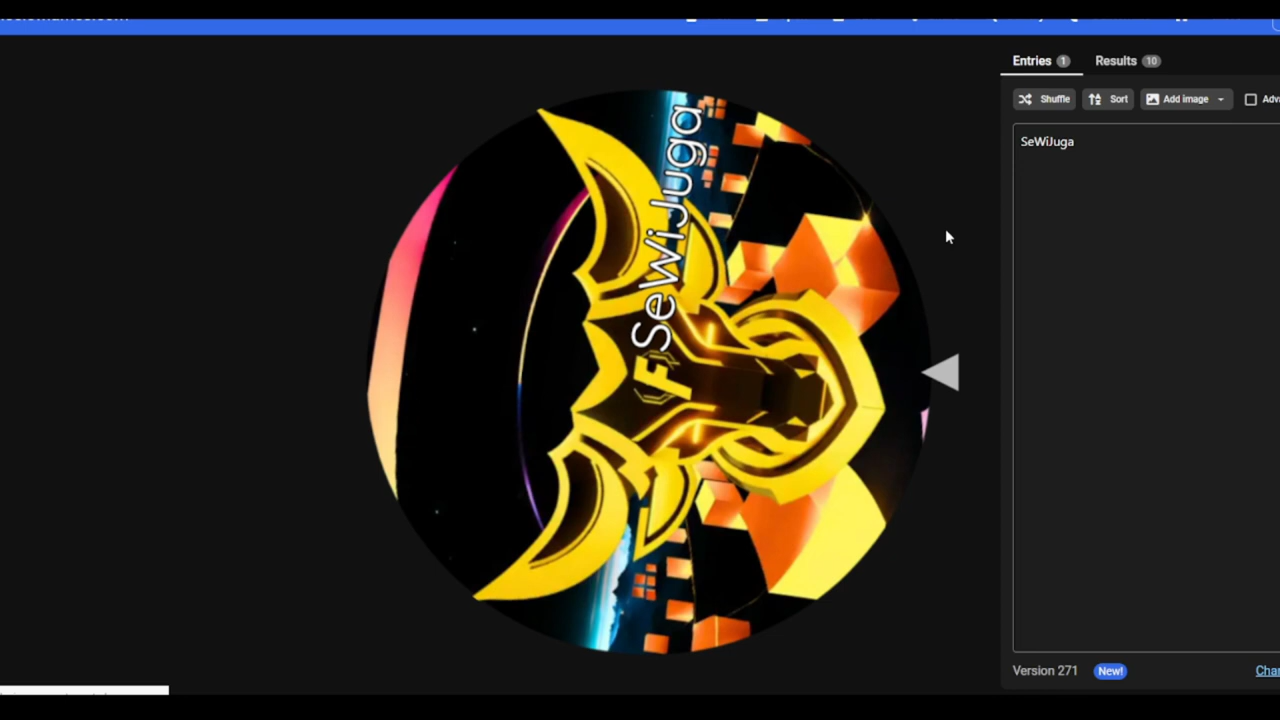 Entries 1
Results 10
Shuffle
Sort
Add image
SeWiJuga
SeWiJuga
F
Version 271
New!